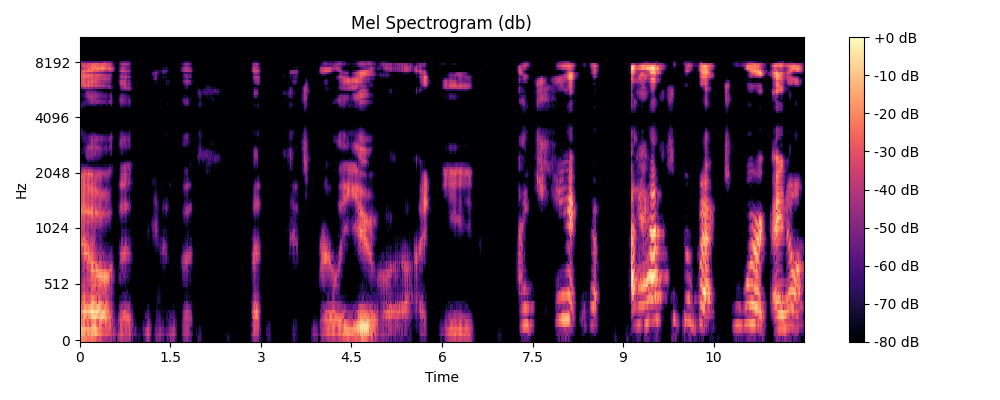 Mel Spectrogram (db)
8192
4096
2048
1024
512
0
Hz
0 1.5 3 4.5 6 7.5 9 10
Time
+0 dB
-10 dB
-20 dB
-30 dB
-40 dB
-50 dB
-60 dB
-70 dB
-80 dB